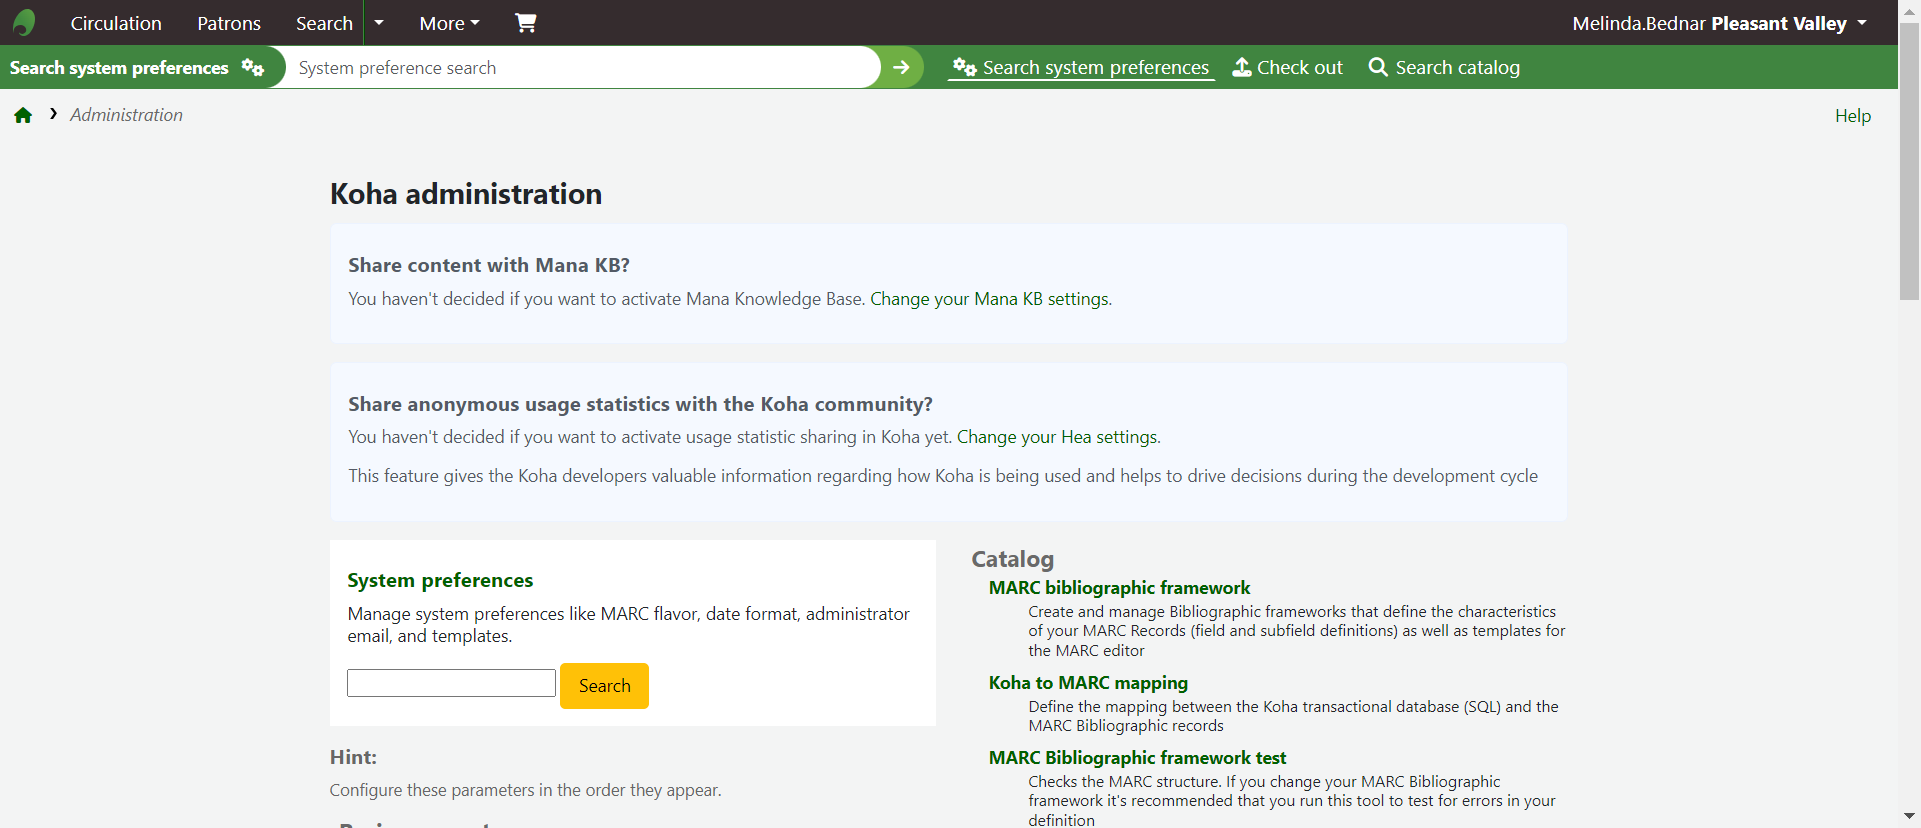 Circulation Patrons Search More Melinda.Bednar Pleasant Valley
Search system preferences System preference search Search system preferences Check out Search catalog
Administration Help
Koha administration
Share content with Mana KB?
You haven't decided if you want to activate Mana Knowledge Base. Change your Mana KB settings.
Share anonymous usage statistics with the Koha community?
You haven't decided if you want to activate usage statistic sharing in Koha yet. Change your Hea settings.
This feature gives the Koha developers valuable information regarding how Koha is being used and helps to drive decisions during the development cycle
System preferences
Manage system preferences like MARC flavor, date format, administrator
email, and templates.
Search
Hint:
Configure these parameters in the order they appear.
Catalog
MARC bibliographic framework
Create and manage Bibliographic frameworks that define the characteristics
of your MARC Records (field and subfield definitions) as well as templates for
the MARC editor
Koha to MARC mapping
Define the mapping between the Koha transactional database (SQL) and the
MARC Bibliographic records
MARC Bibliographic framework test
Checks the MARC structure. If you change your MARC Bibliographic
framework it's recommended that you run this tool to test for errors in your
definition